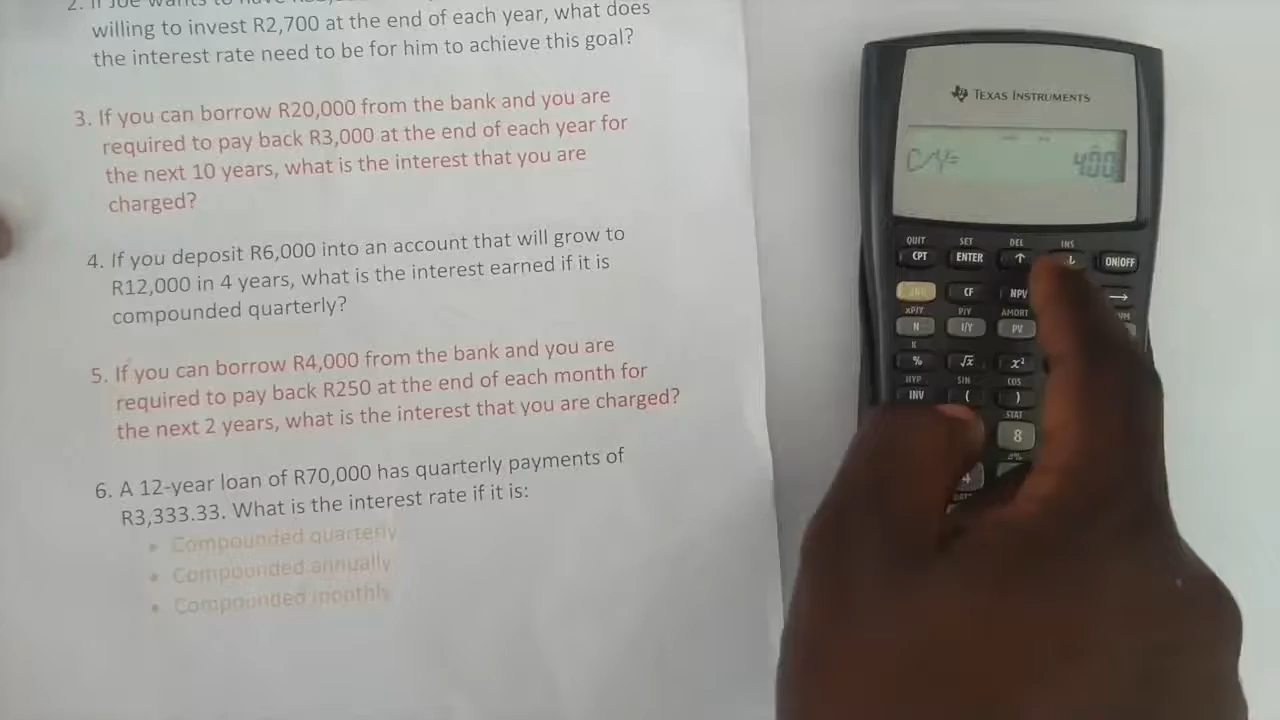 willing to invest R2,700 at the end of each year, what does
the interest rate need to be for him to achieve this goal?
3. If you can borrow R20,000 from the bank and you are
required to pay back R3,000 at the end of each year for
the next 10 years, what is the interest that you are
charged?
4. If you deposit R6,000 into an account that will grow to
R12,000 in 4 years, what is the interest earned if it is
compounded quarterly?
5. If you can borrow R4,000 from the bank and you are
required to pay back R250 at the end of each month for
the next 2 years, what is the interest that you are charged?
6. A 12-year loan of R70,000 has quarterly payments of
R3,333.33. What is the interest rate if it is:
• Compounded quarterly
• Compounded annually
• Compounded monthly
TEXAS INSTRUMENTS
C/Y=
QUIT SET DEL INS
CPT ENTER ↑ ↓ ON|OFF
CF NPV →
xP/Y P/Y AMORT
N I/Y PV
K
% √x x²
HYP SIN COS
INV ( )
STAT
8
4